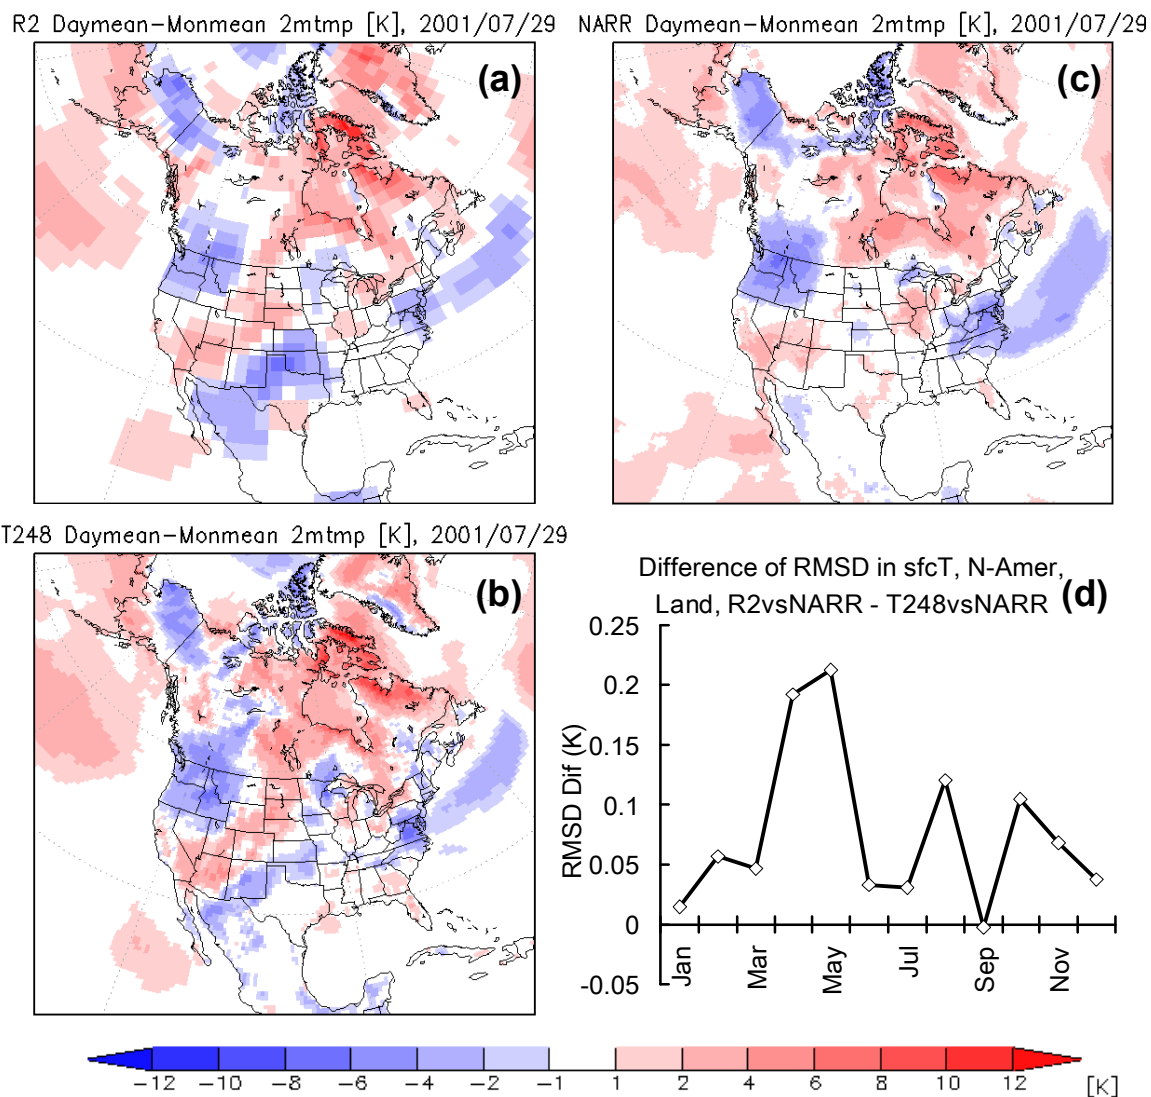 R2 Daymean-Monmean 2mtmp [K], 2001/07/29
(a)
NARR Daymean-Monmean 2mtmp [K], 2001/07/29
(c)
T248 Daymean-Monmean 2mtmp [K], 2001/07/29
(b)
Difference of RMSD in sfcT, N-Amer,
Land, R2vsNARR - T248vsNARR
(d)
RMSD Dif (K)
0.25
0.2
0.15
0.1
0.05
0
-0.05
Jan
Mar
May
Jul
Sep
Nov
-12 -10 -8 -6 -4 -2 -1 1 2 4 6 8 10 12 [K]